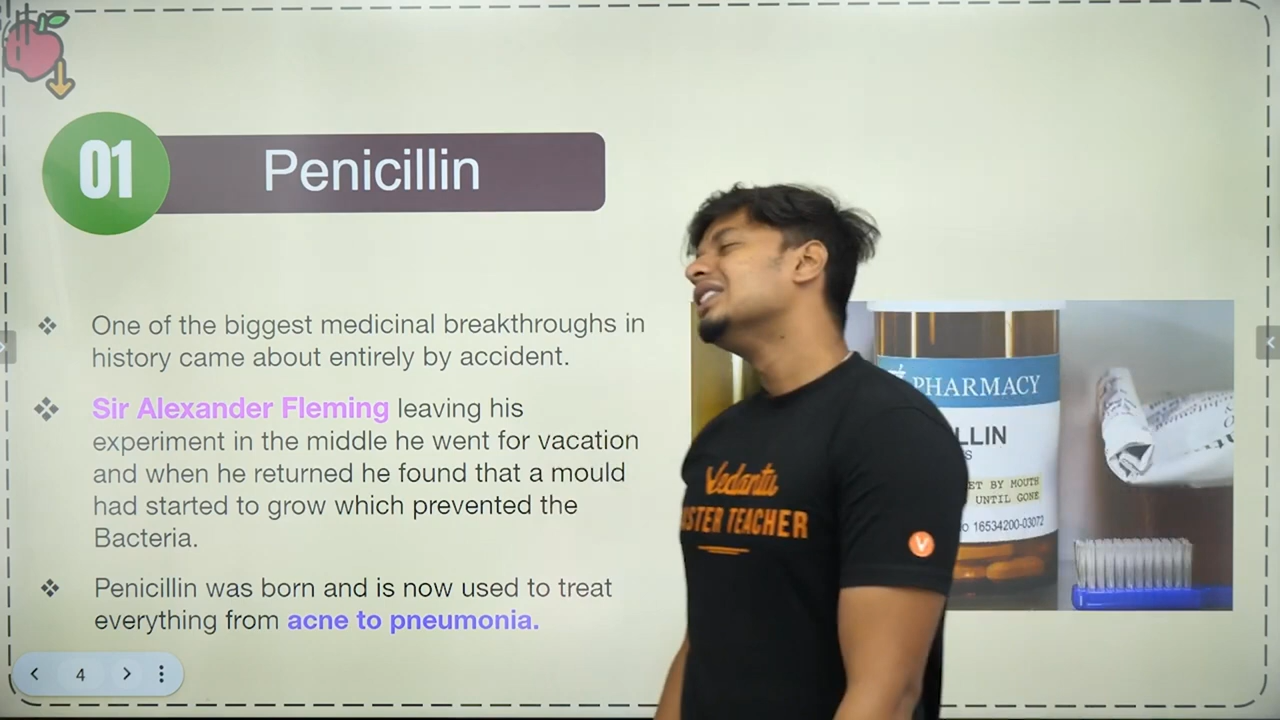 01
Penicillin
One of the biggest medicinal breakthroughs in
history came about entirely by accident.
Sir Alexander Fleming leaving his
experiment in the middle he went for vacation
and when he returned he found that a mould
had started to grow which prevented the
Bacteria.
Penicillin was born and is now used to treat
everything from acne to pneumonia.
4
PHARMACY
LLIN
S
ET BY MOUTH
UNTIL GONE
o 16534200-03072
Vedantu
STER TEACHER
V